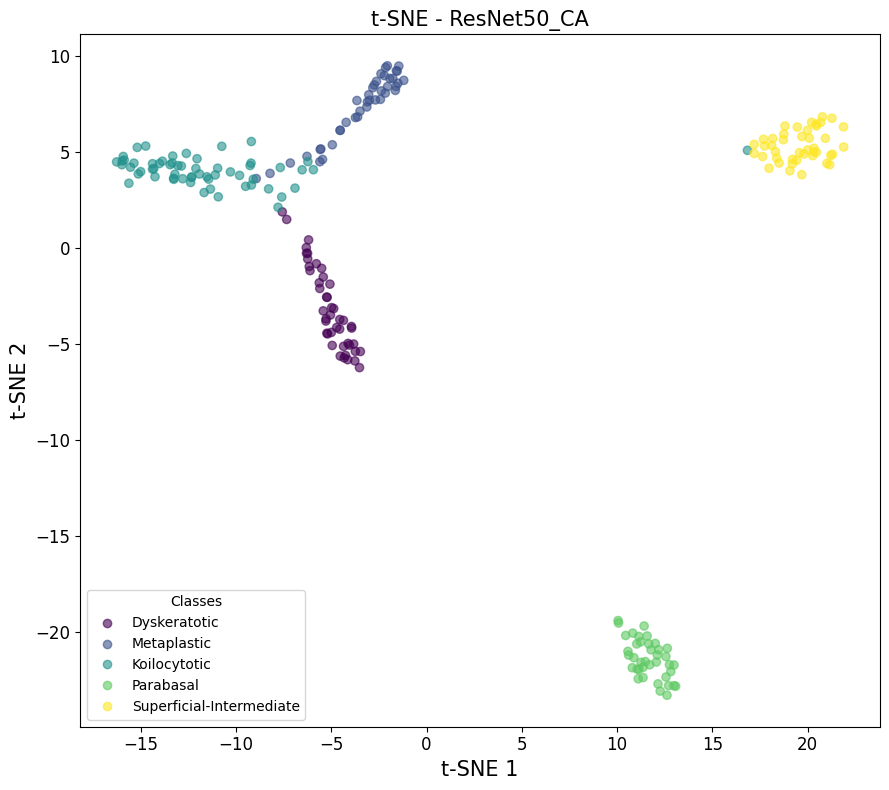 t-SNE - ResNet50_CA
t-SNE 2
10
5
0
−5
−10
−15
−20
Classes
Dyskeratotic
Metaplastic
Koilocytotic
Parabasal
Superficial-Intermediate
−15
−10
−5
0
5
10
15
20
t-SNE 1